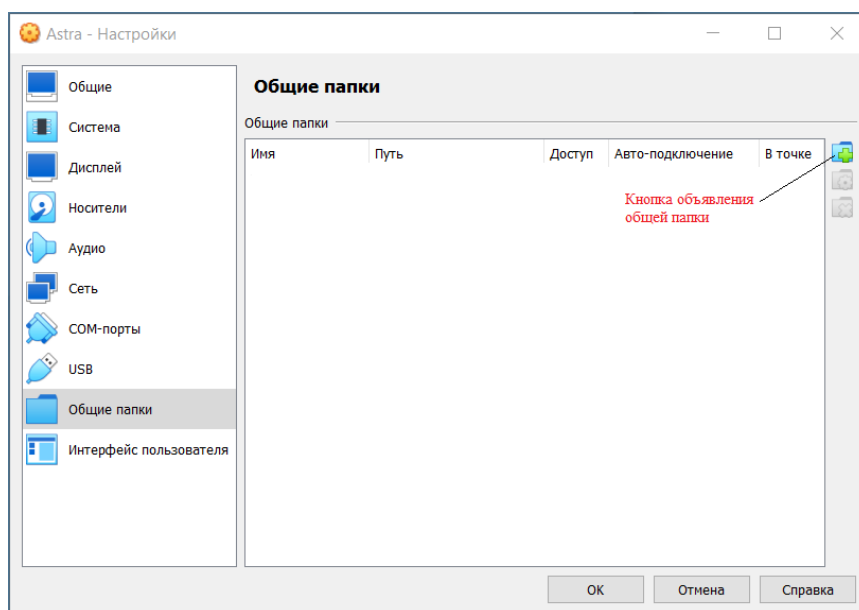 Astra - Настройки
Общие
Система
Дисплей
Носители
Аудио
Сеть
COM-порты
USB
Общие папки
Интерфейс пользователя
Общие папки
Общие папки
Имя Путь Доступ Авто-подключение В точке
Кнопка объявления
общей папки
OK Отмена Справка